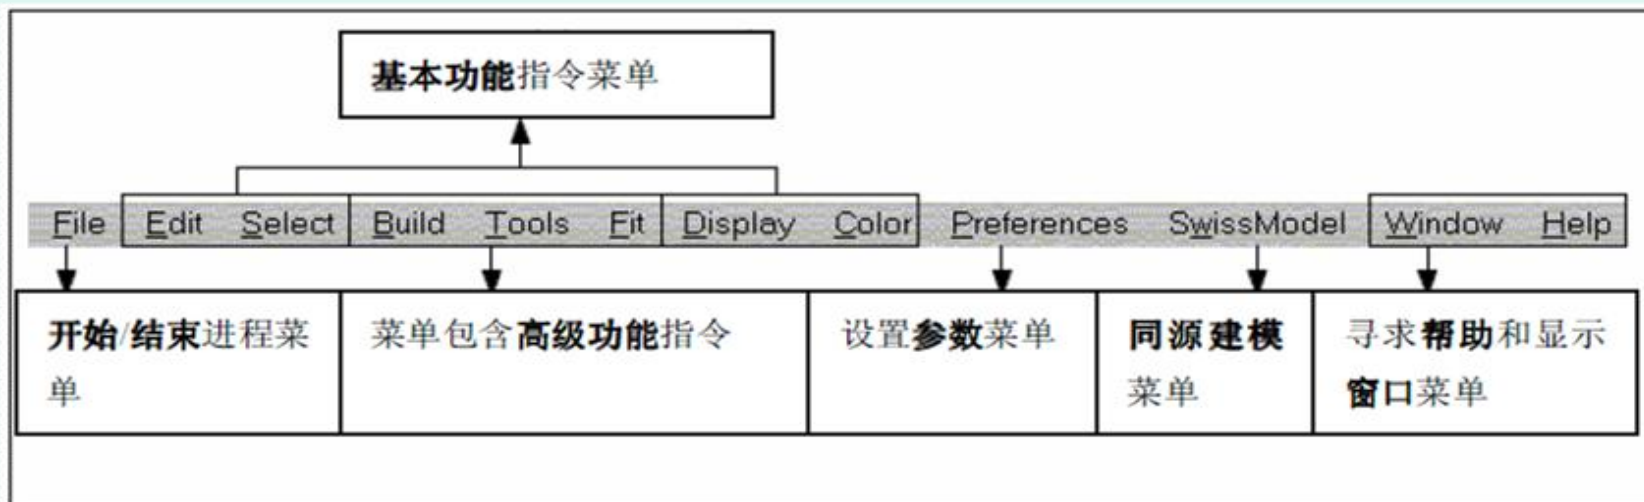 基本功能指令菜单
File Edit Select Build Tools Fit Display Color Preferences SwissModel Window Help
开始/结束进程菜
单
菜单包含高级功能指令
设置参数菜单
同源建模
菜单
寻求帮助和显示
窗口菜单